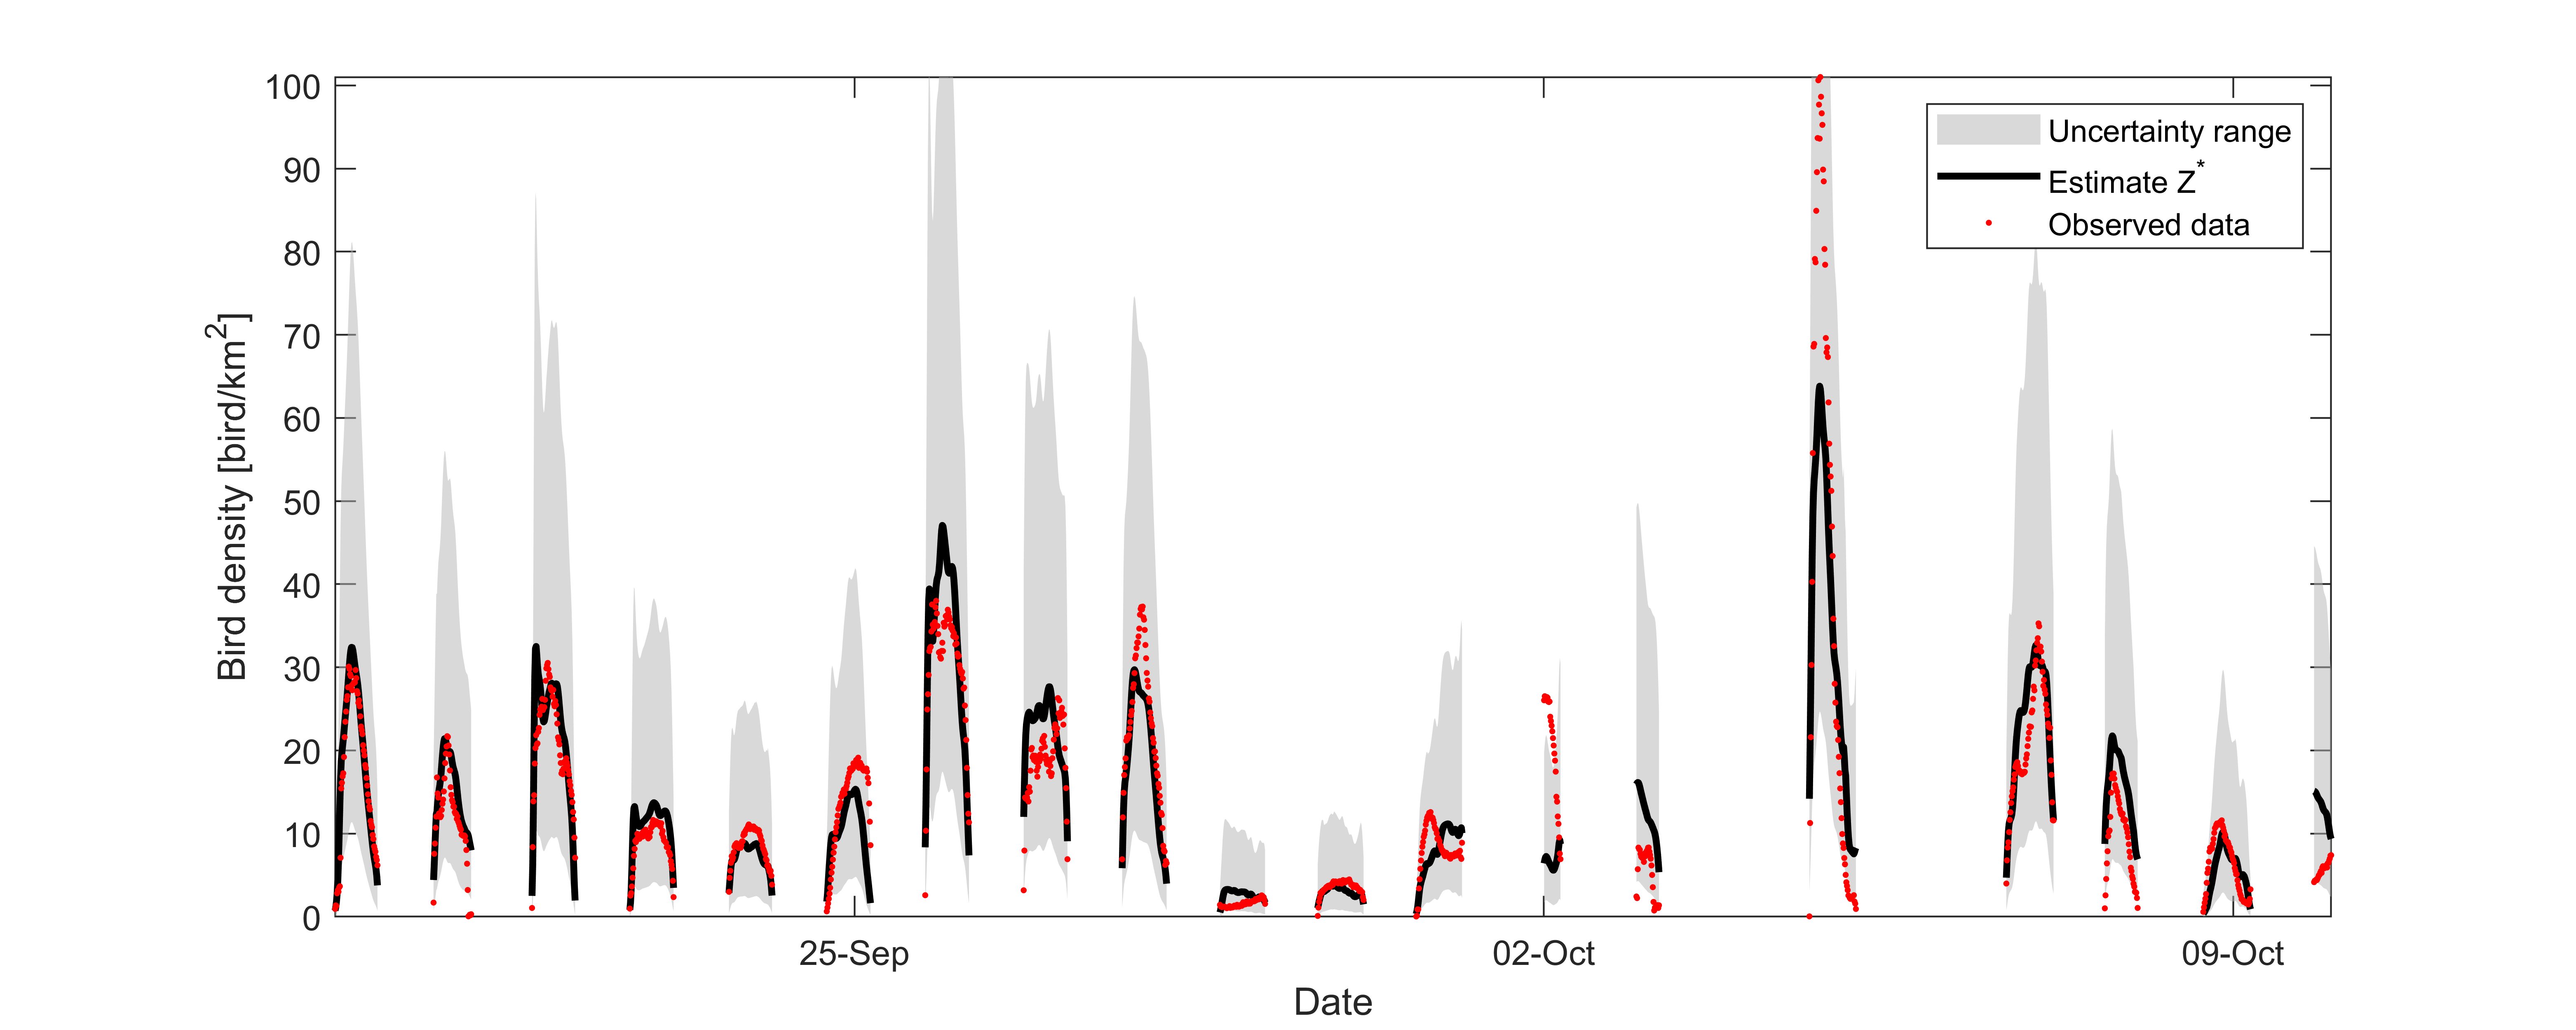 100
90
80
70
60
50
40
30
20
10
0
Bird density [bird/km²]
25-Sep
02-Oct
09-Oct
Date
Uncertainty range
Estimate Z*
Observed data